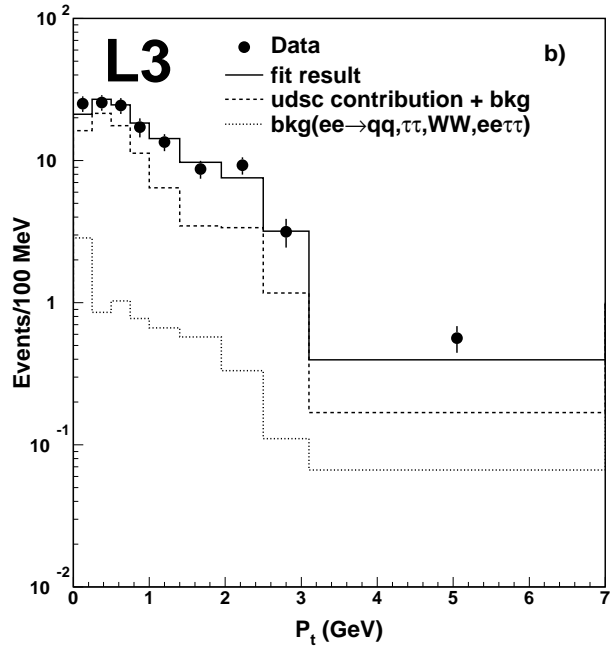 L3
b)
Data
fit result
udsc contribution + bkg
bkg(ee→qq,ττ,WW,eeττ)
Events/100 MeV
10^2
10
1
10^-1
10^-2
0 1 2 3 4 5 6 7
P_t (GeV)